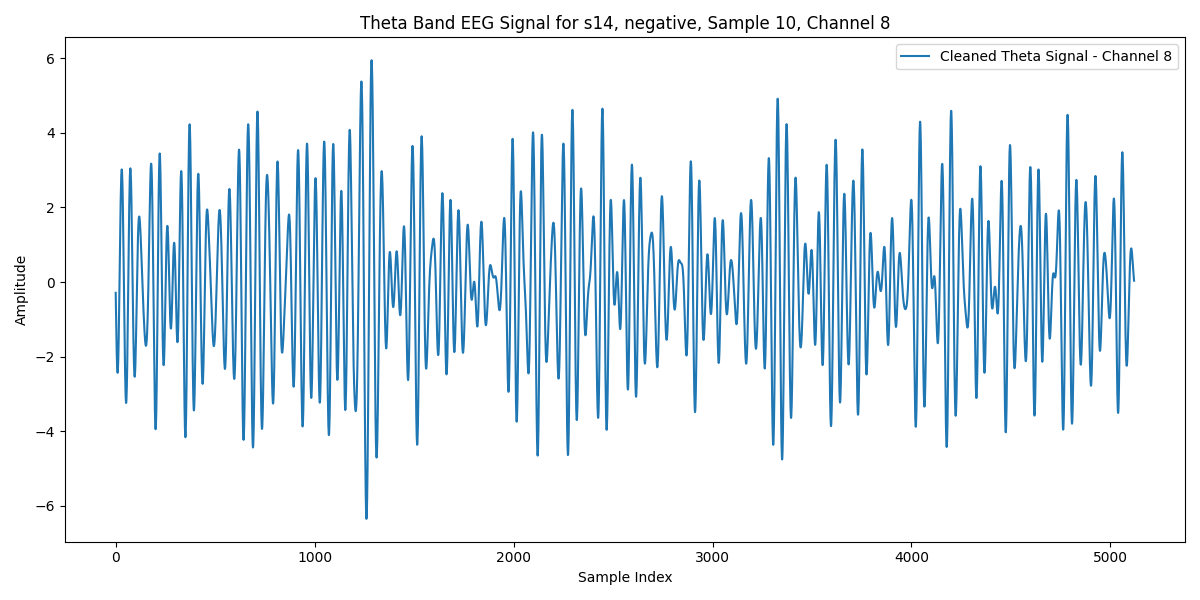 Theta Band EEG Signal for s14, negative, Sample 10, Channel 8
Cleaned Theta Signal - Channel 8
Amplitude
6
4
2
0
−2
−4
−6
0 1000 2000 3000 4000 5000
Sample Index